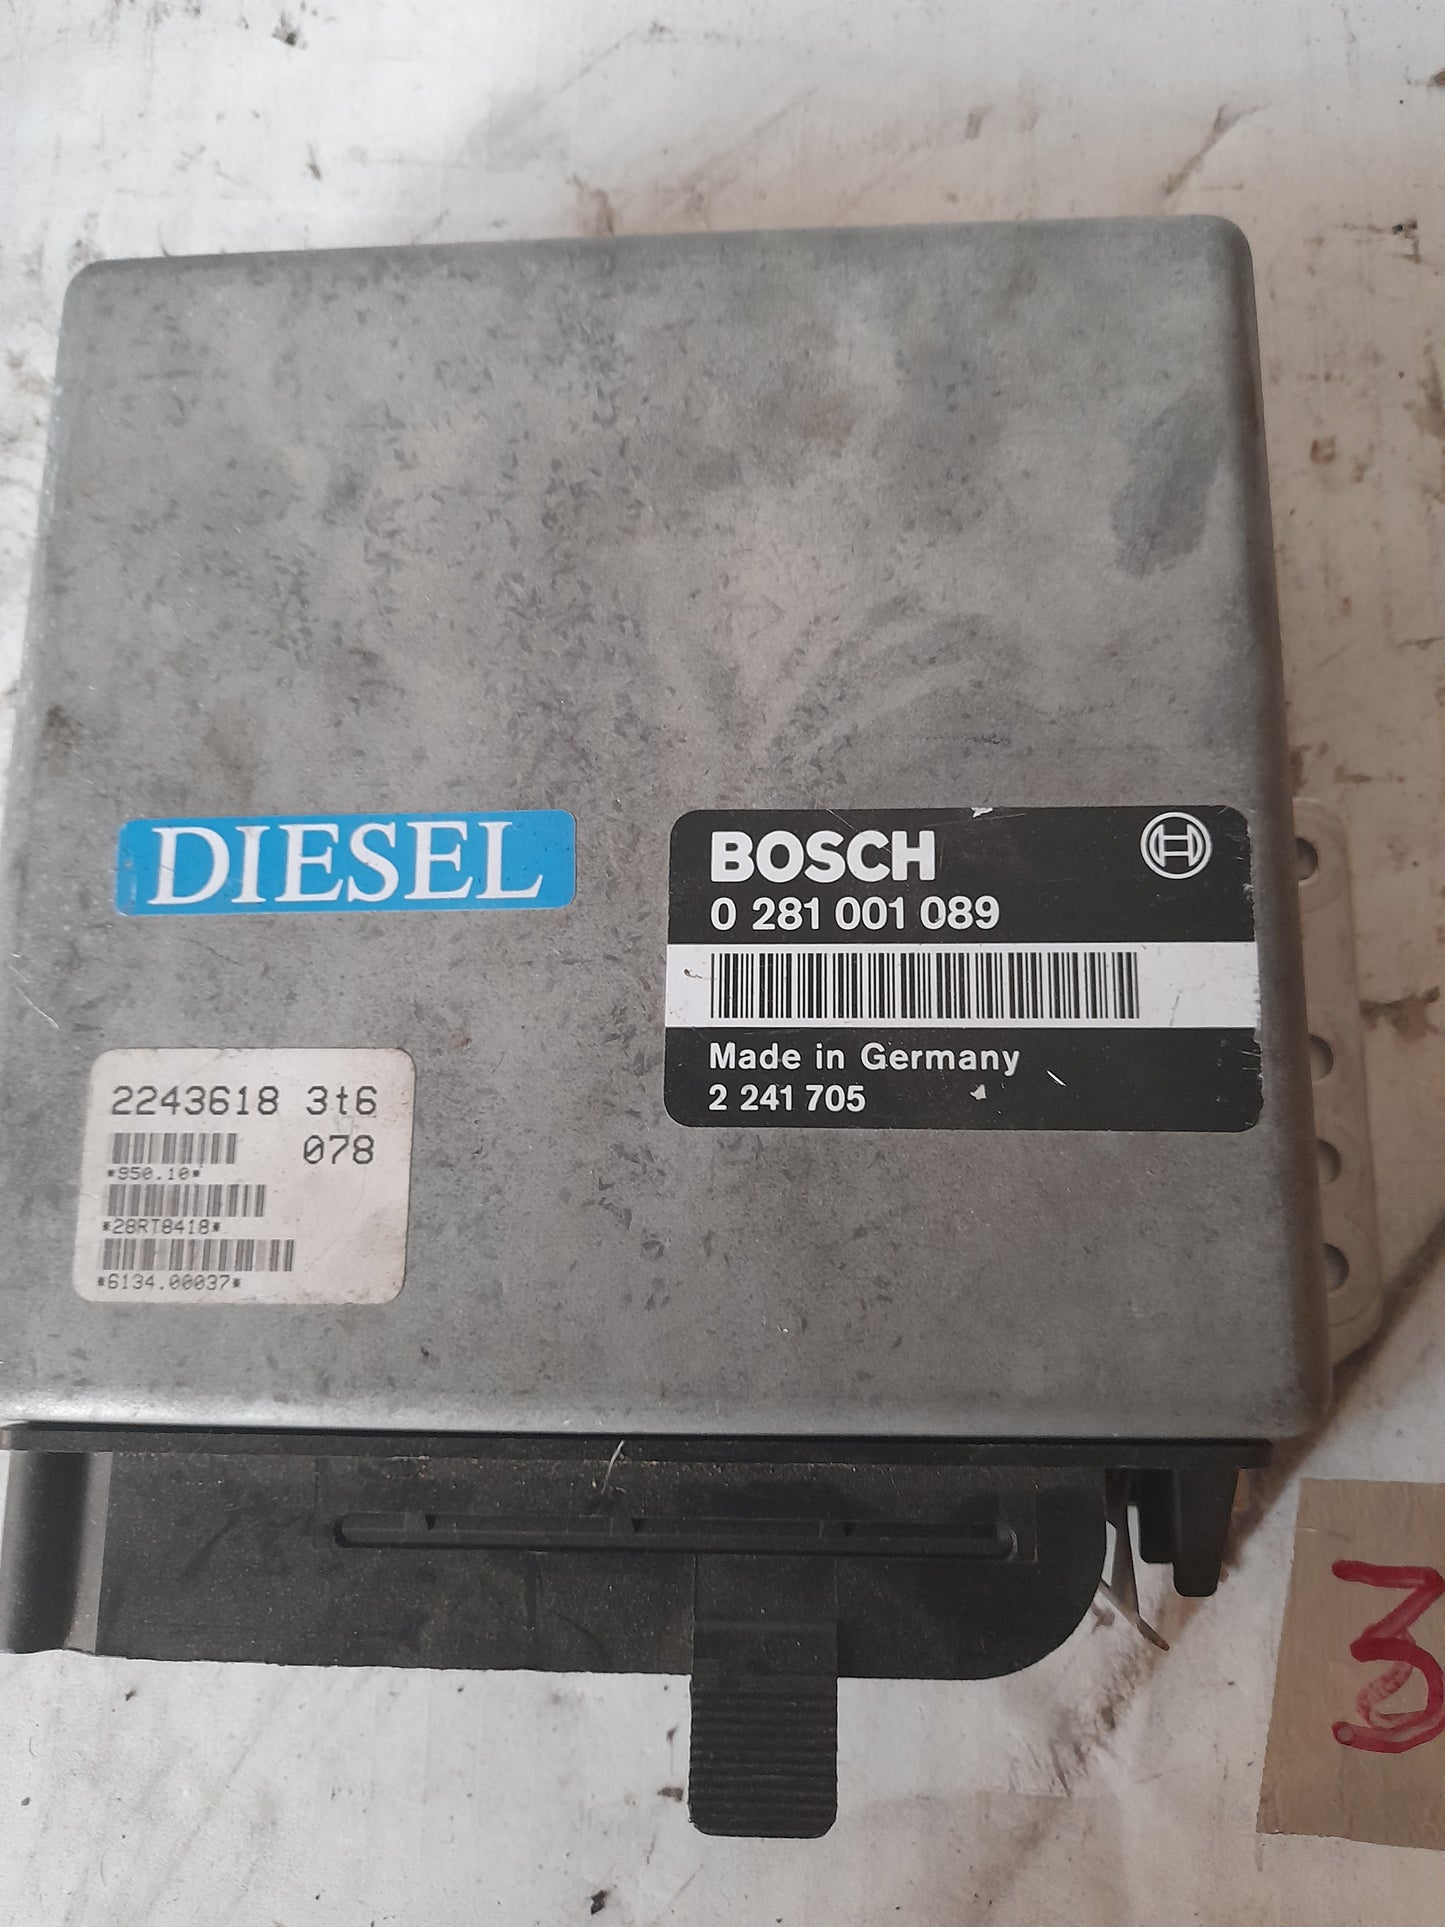 DIESEL
BOSCH
0 281 001 089
Made in Germany
2 241 705
2243618 3t6
078
*950.10*
*28RT8418*
*6134.00037*
3